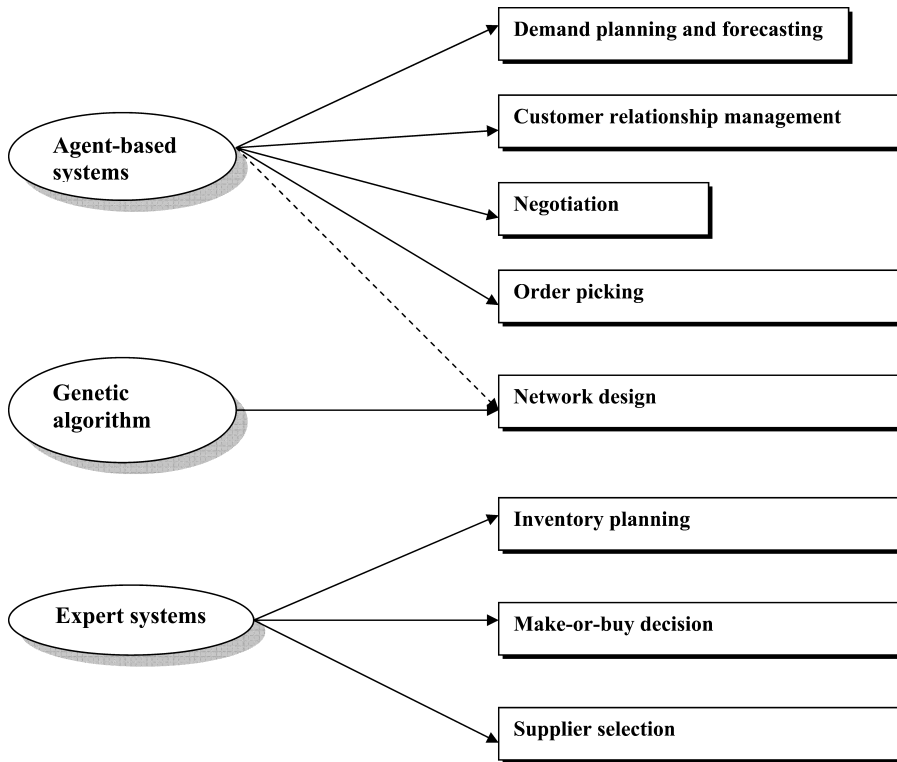 Demand planning and forecasting
Customer relationship management
Agent-based
systems
Negotiation
Order picking
Genetic
algorithm
Network design
Inventory planning
Expert systems
Make-or-buy decision
Supplier selection